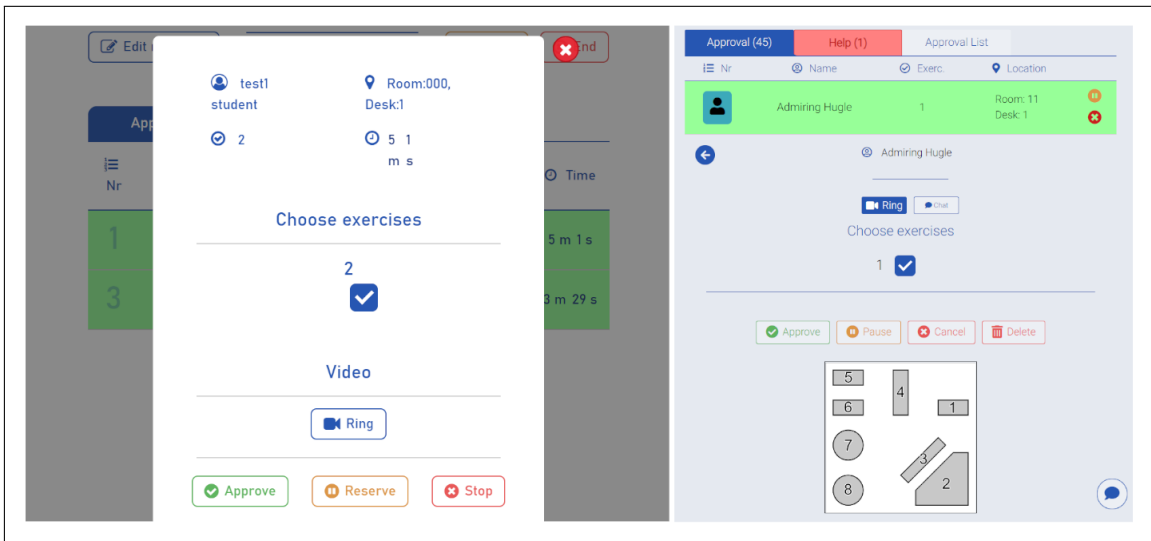 Edit
End
test1
student
Room:000,
Desk:1
2
5 1
m s
App
Nr
Time
Choose exercises
1
5 m 1 s
2
3
3 m 29 s
Video
Ring
Approve
Reserve
Stop
Approval (45)
Help (1)
Approval List
Nr
Name
Exerc.
Location
Admiring Hugle
1
Room: 11
Desk: 1
Admiring Hugle
Ring
Chat
Choose exercises
1
Approve
Pause
Cancel
Delete
5
4
6
1
7
3
2
8